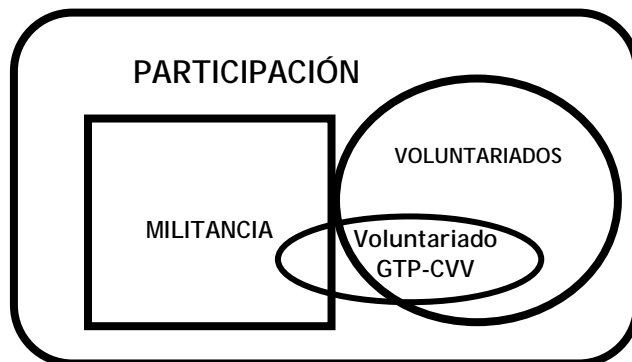 PARTICIPACIÓN
VOLUNTARIADOS
MILITANCIA
Voluntariado
GTP-CVV